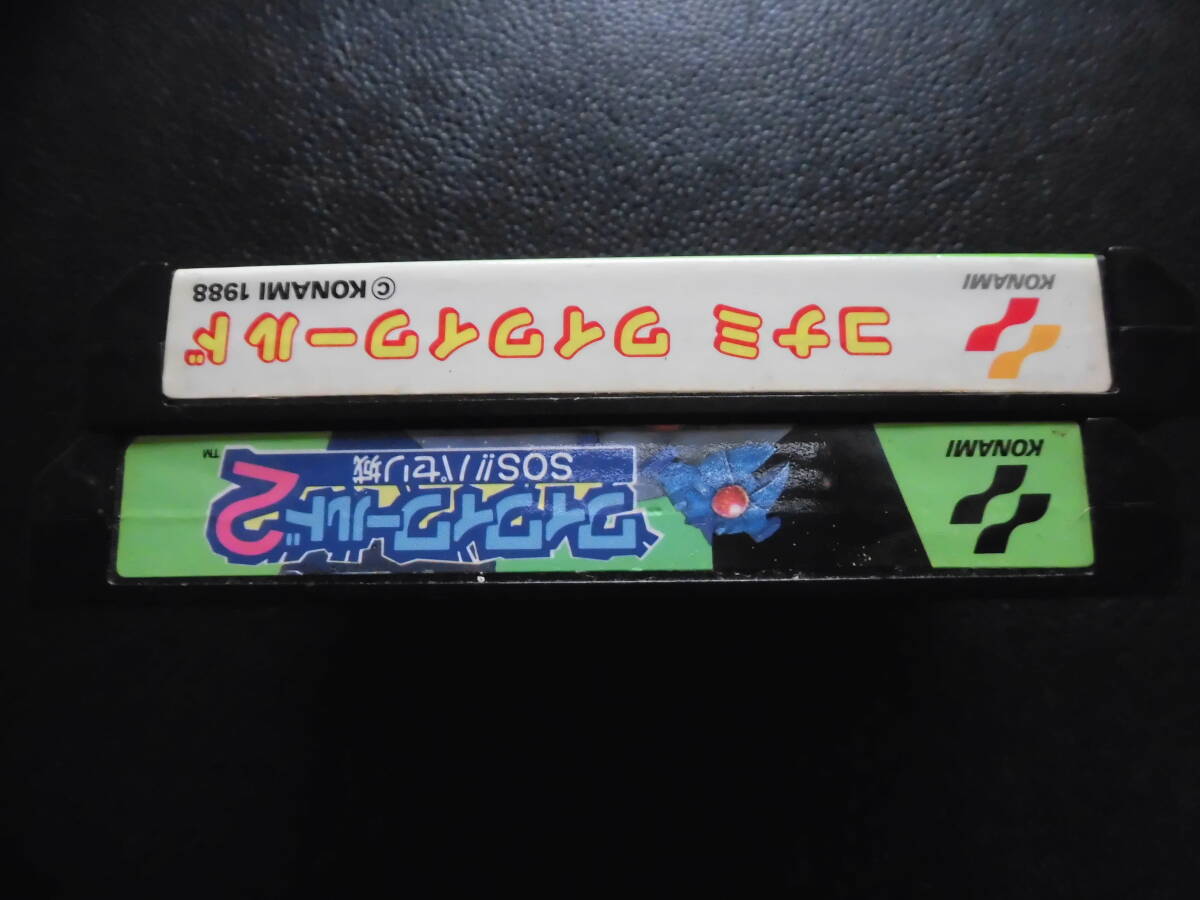 KONAMI
コナミ ワイワイワールド
© KONAMI 1988
KONAMI
ワイワイワールド2
SOS!!パセリ城
TM